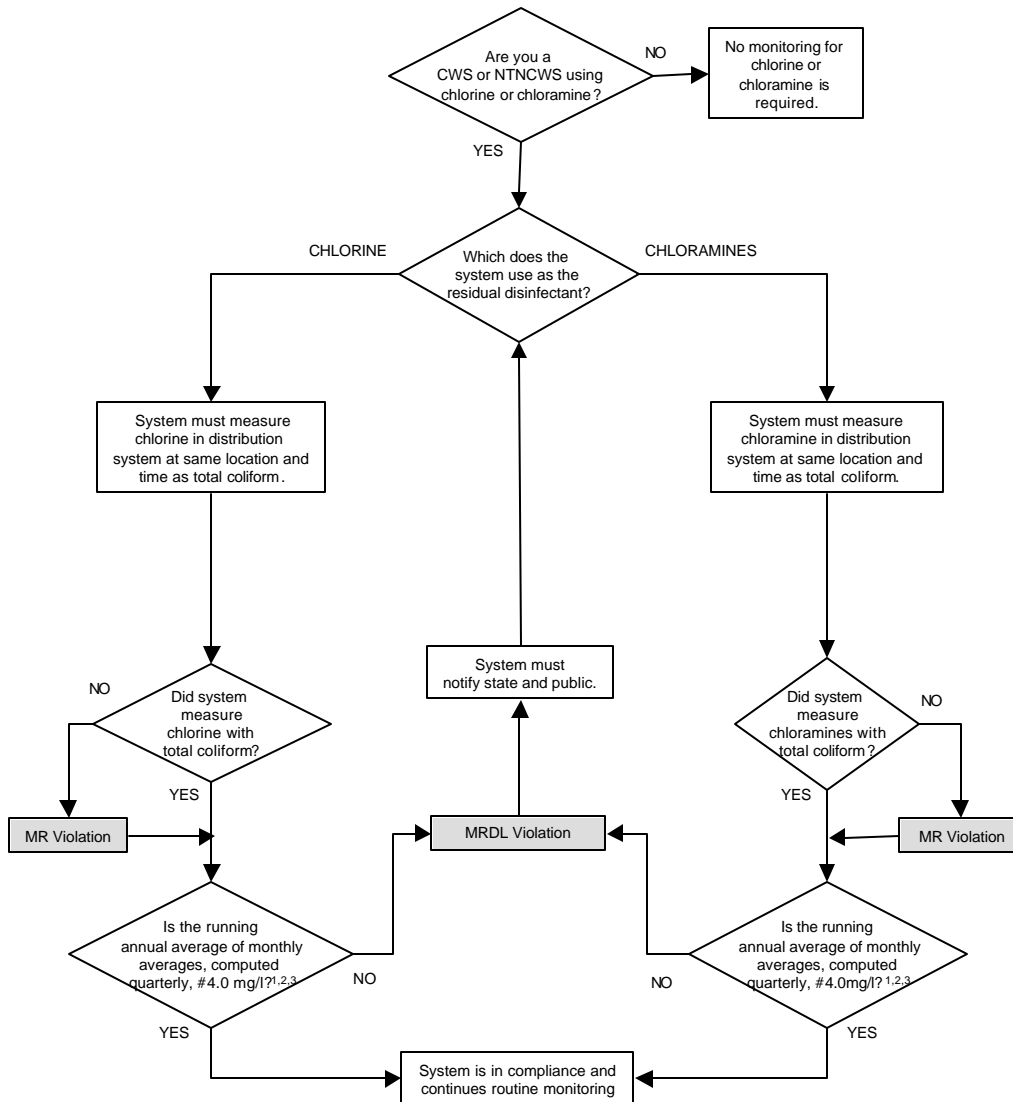 Are you a
CWS or NTNCWS using
chlorine or chloramine?
NO
No monitoring for
chlorine or
chloramine is
required.
YES
CHLORINE
Which does the
system use as the
residual disinfectant?
CHLORAMINES
System must measure
chlorine in distribution
system at same location and
time as total coliform.
System must measure
chloramine in distribution
system at same location and
time as total coliform.
System must
notify state and public.
NO
Did system
measure
chlorine with
total coliform?
YES
Did system
measure
chloramines with
total coliform?
NO
YES
MR Violation
MRDL Violation
MR Violation
Is the running
annual average of monthly
averages, computed
quarterly, #4.0 mg/l?1,2,3
NO
YES
Is the running
annual average of monthly
averages, computed
quarterly, #4.0mg/l?1,2,3
NO
YES
System is in compliance and
continues routine monitoring